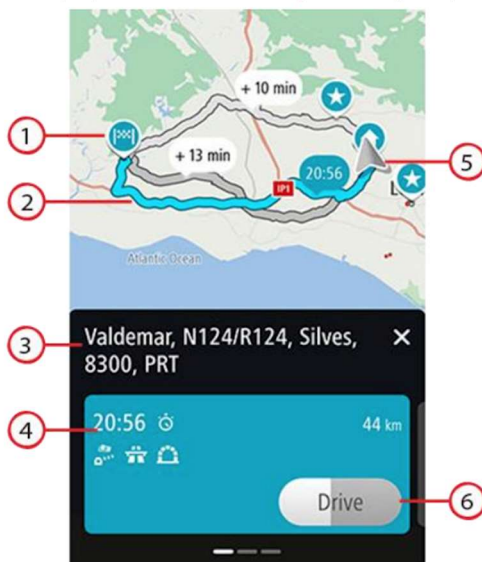 + 10 min
1
+ 13 min
20:56
5
IP1
2
L
Atlantic Ocean
3
Valdemar, N124/R124, Silves,
8300, PRT
4
20:56
44 km
Drive
6